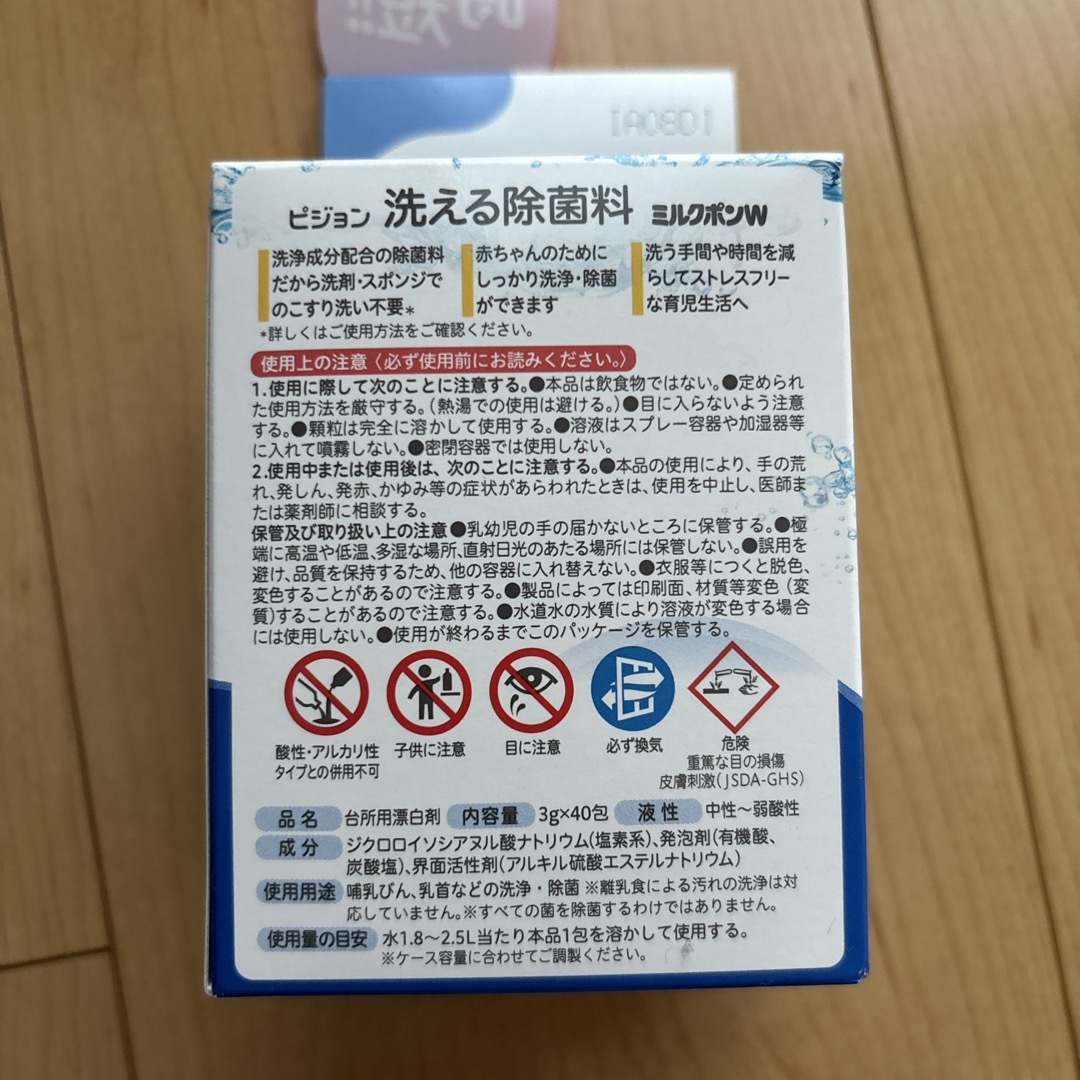 時短!!
1A08D1
ピジョン 洗える除菌料 ミルクポンW
洗浄成分配合の除菌料
だから洗剤・スポンジで
のこすり洗い不要*
赤ちゃんのために
しっかり洗浄・除菌
ができます
洗う手間や時間を減
らしてストレスフリー
な育児生活へ
*詳しくはご使用方法をご確認ください。
使用上の注意〈必ず使用前にお読みください。〉
1.使用に際して次のことに注意する。●本品は飲食物ではない。●定められ
た使用方法を厳守する。(熱湯での使用は避ける。)●目に入らないよう注意
する。●顆粒は完全に溶かして使用する。●溶液はスプレー容器や加湿器等
に入れて噴霧しない。●密閉容器では使用しない。
2.使用中または使用後は、次のことに注意する。●本品の使用により、手の荒
れ、発しん、発赤、かゆみ等の症状があらわれたときは、使用を中止し、医師ま
たは薬剤師に相談する。
保管及び取り扱い上の注意●乳幼児の手の届かないところに保管する。●極
端に高温や低温、多湿な場所、直射日光のあたる場所には保管しない。●誤用を
避け、品質を保持するため、他の容器に入れ替えない。●衣服等につくと脱色、
変色することがあるので注意する。●製品によっては印刷面、材質等変色(変
質)することがあるので注意する。●水道水の水質により溶液が変色する場合
には使用しない。●使用が終わるまでこのパッケージを保管する。
酸性・アルカリ性
タイプとの併用不可
子供に注意
目に注意
必ず換気
危険
重篤な目の損傷
皮膚刺激(JSDA-GHS)
品名 台所用漂白剤 内容量 3g×40包 液性 中性～弱酸性
成分 ジクロロイソシアヌル酸ナトリウム(塩素系)、発泡剤(有機酸、
炭酸塩)、界面活性剤(アルキル硫酸エステルナトリウム)
使用用途 哺乳びん、乳首などの洗浄・除菌 ※離乳食による汚れの洗浄は対
応していません。※すべての菌を除菌するわけではありません。
使用量の目安 水1.8～2.5L当たり本品1包を溶かして使用する。
※ケース容量に合わせてご調製ください。